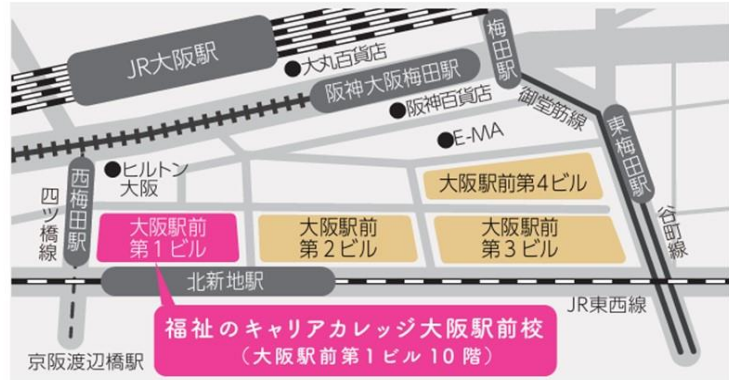 JR大阪駅
大丸百貨店
梅田駅
阪神大阪梅田駅
阪神百貨店
御堂筋線
E-MA
東梅田駅
ヒルトン
大阪
西梅田駅
四ツ橋線
大阪駅前第4ビル
大阪駅前
第1ビル
大阪駅前
第2ビル
大阪駅前
第3ビル
谷町線
北新地駅
JR東西線
福祉のキャリアカレッジ大阪駅前校
(大阪駅前第1ビル10階)
京阪渡辺橋駅